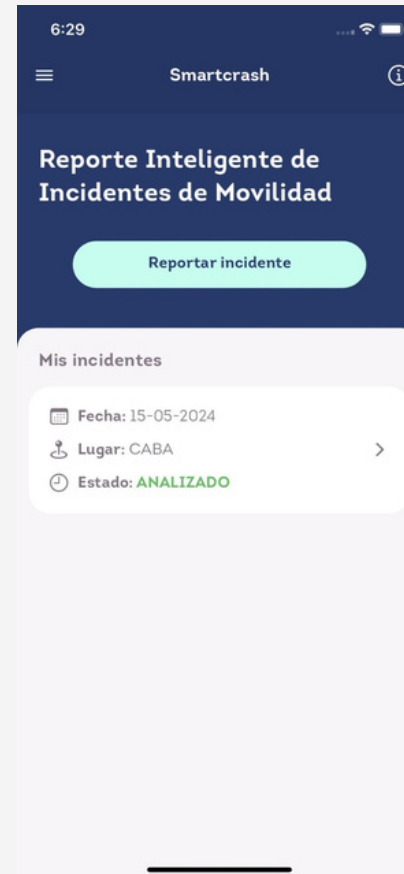 6:29
Smartcrash
Reporte Inteligente de
Incidentes de Movilidad
Reportar incidente
Mis incidentes
Fecha: 15-05-2024
Lugar: CABA
Estado: ANALIZADO